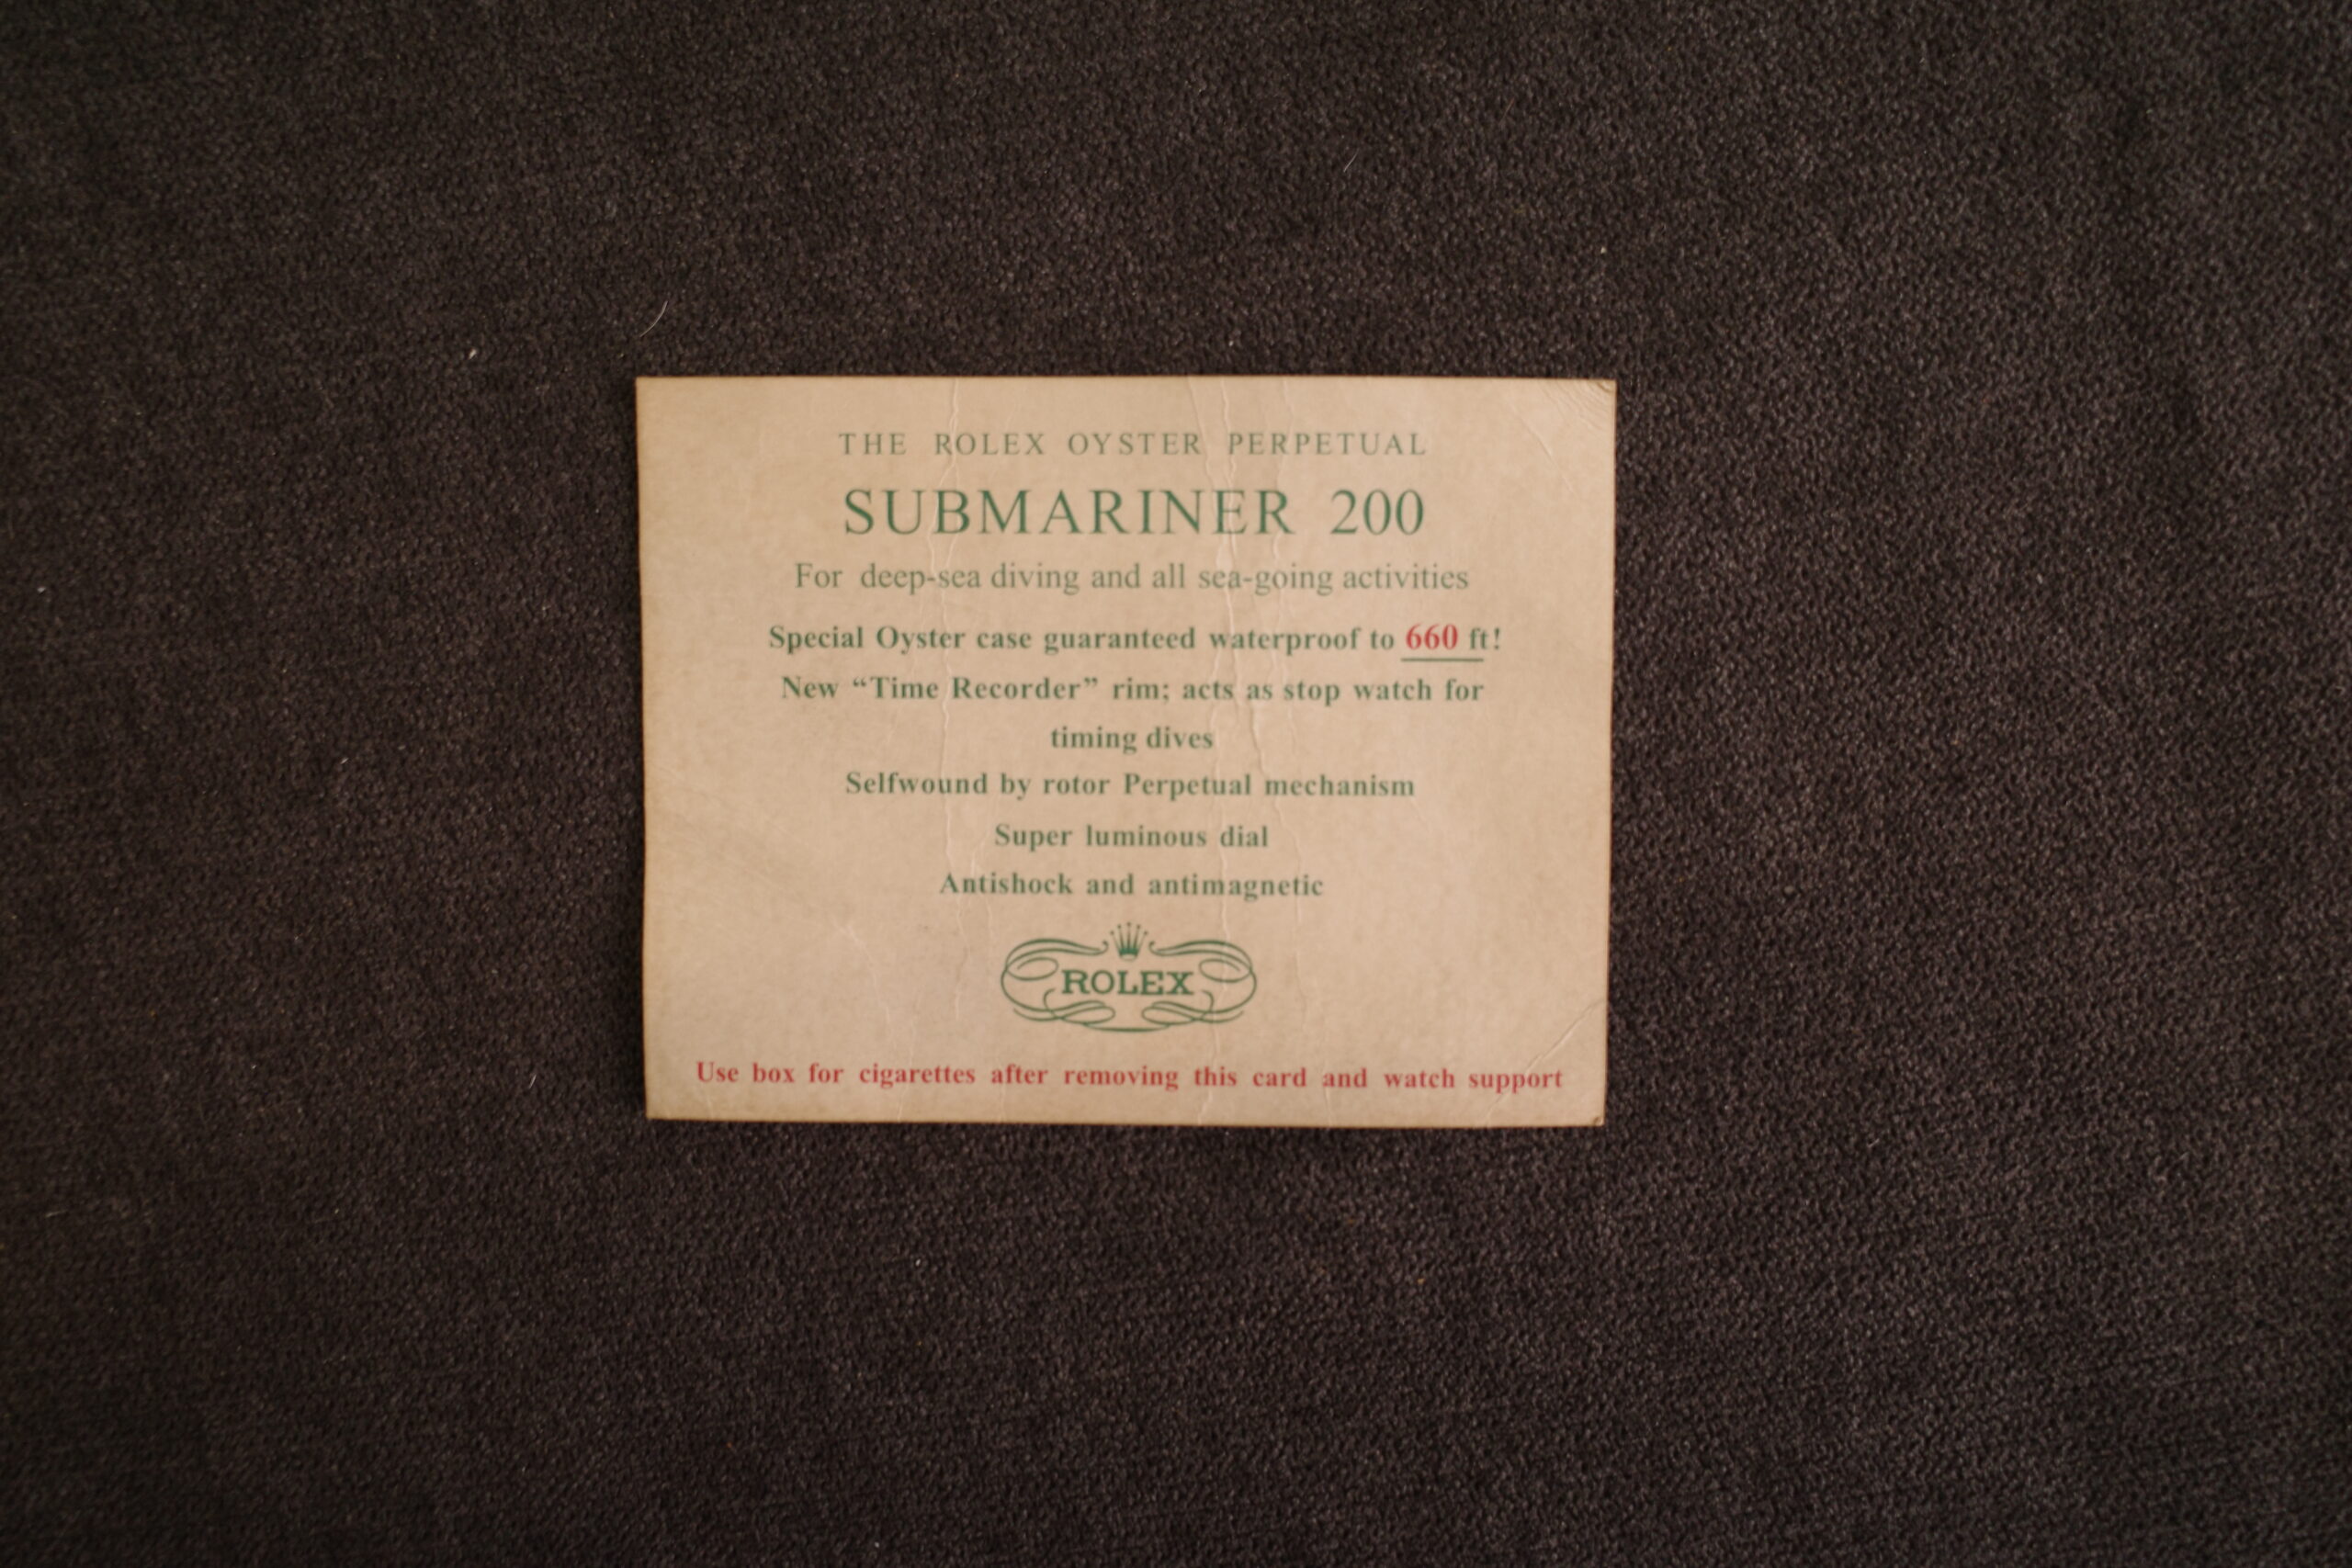 THE ROLEX OYSTER PERPETUAL
SUBMARINER 200
For deep-sea diving and all sea-going activities
Special Oyster case guaranteed waterproof to 660 ft!
New “Time Recorder” rim; acts as stop watch for
timing dives
Selfwound by rotor Perpetual mechanism
Super luminous dial
Antishock and antimagnetic
ROLEX
Use box for cigarettes after removing this card and watch support